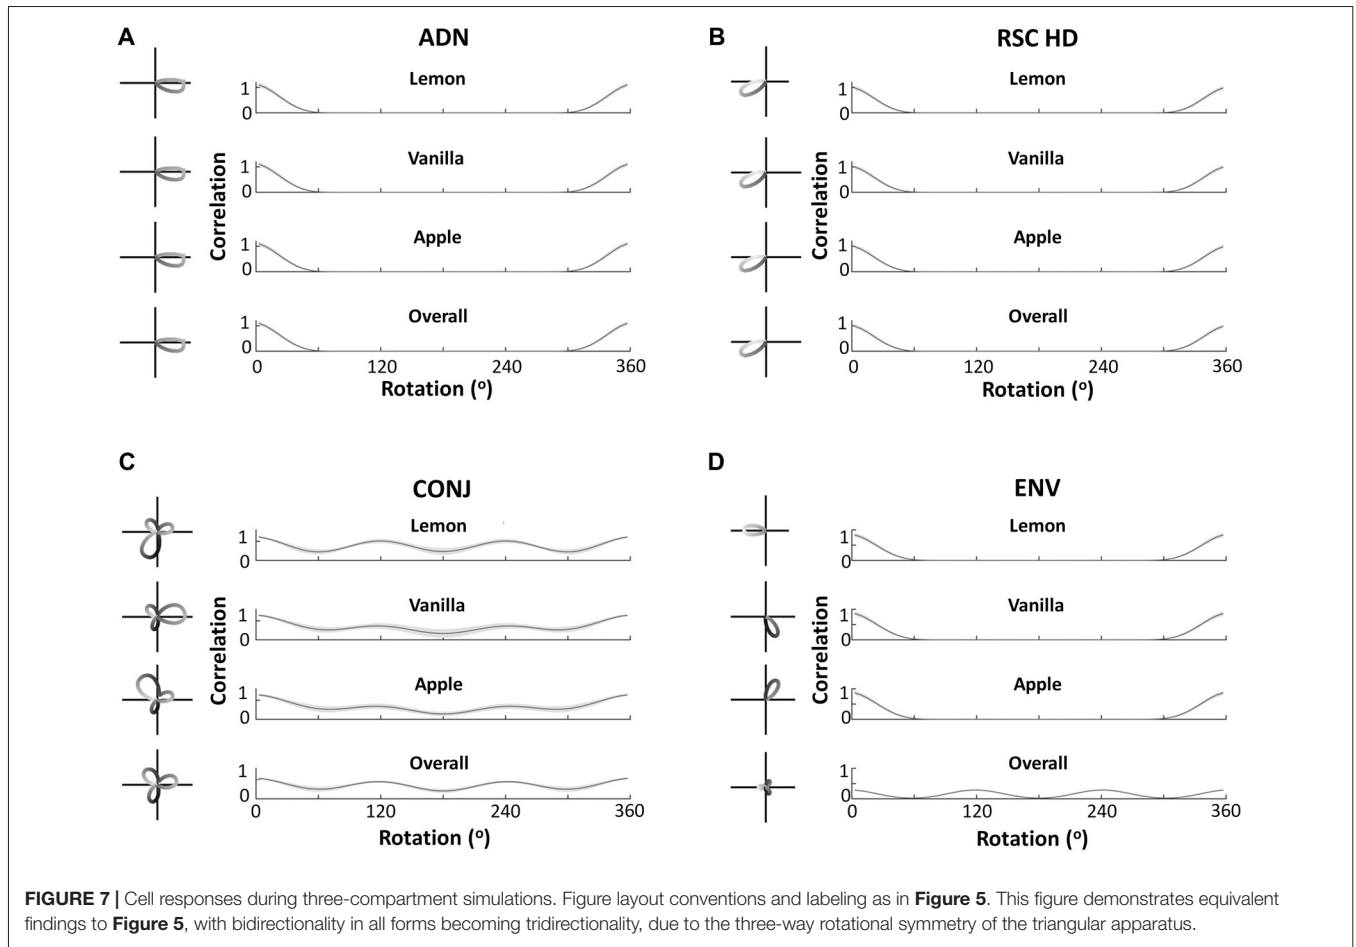 A
ADN
Lemon
1
0
Vanilla
1
0
Apple
1
0
Overall
1
0
0
120
240
360
Correlation
Rotation (º)
B
RSC HD
Lemon
1
0
Vanilla
1
0
Apple
1
0
Overall
1
0
0
120
240
360
Correlation
Rotation (º)
C
CONJ
Lemon
1
0
Vanilla
1
0
Apple
1
0
Overall
1
0
0
120
240
360
Correlation
Rotation (º)
D
ENV
Lemon
1
0
Vanilla
1
0
Apple
1
0
Overall
1
0
0
120
240
360
Correlation
Rotation (º)
FIGURE 7 | Cell responses during three-compartment simulations. Figure layout conventions and labeling as in Figure 5. This figure demonstrates equivalent
findings to Figure 5, with bidirectionality in all forms becoming tridirectionality, due to the three-way rotational symmetry of the triangular apparatus.